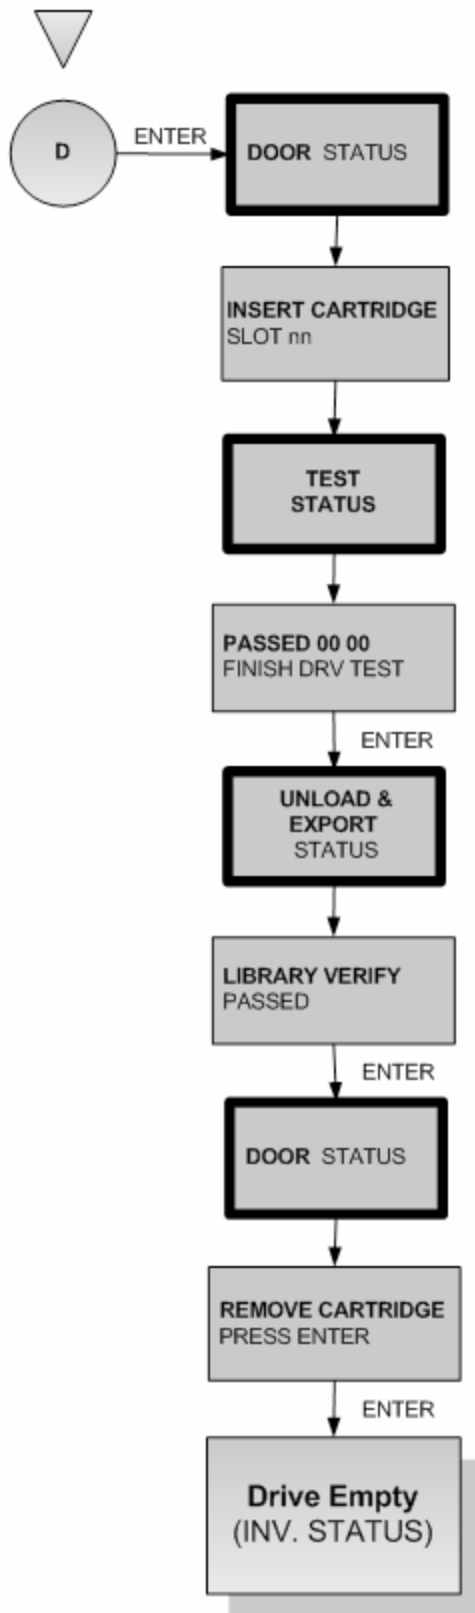 D
ENTER
DOOR STATUS
INSERT CARTRIDGE
SLOT nn
TEST
STATUS
PASSED 00 00
FINISH DRV TEST
ENTER
UNLOAD &
EXPORT
STATUS
LIBRARY VERIFY
PASSED
ENTER
DOOR STATUS
REMOVE CARTRIDGE
PRESS ENTER
ENTER
Drive Empty
(INV. STATUS)